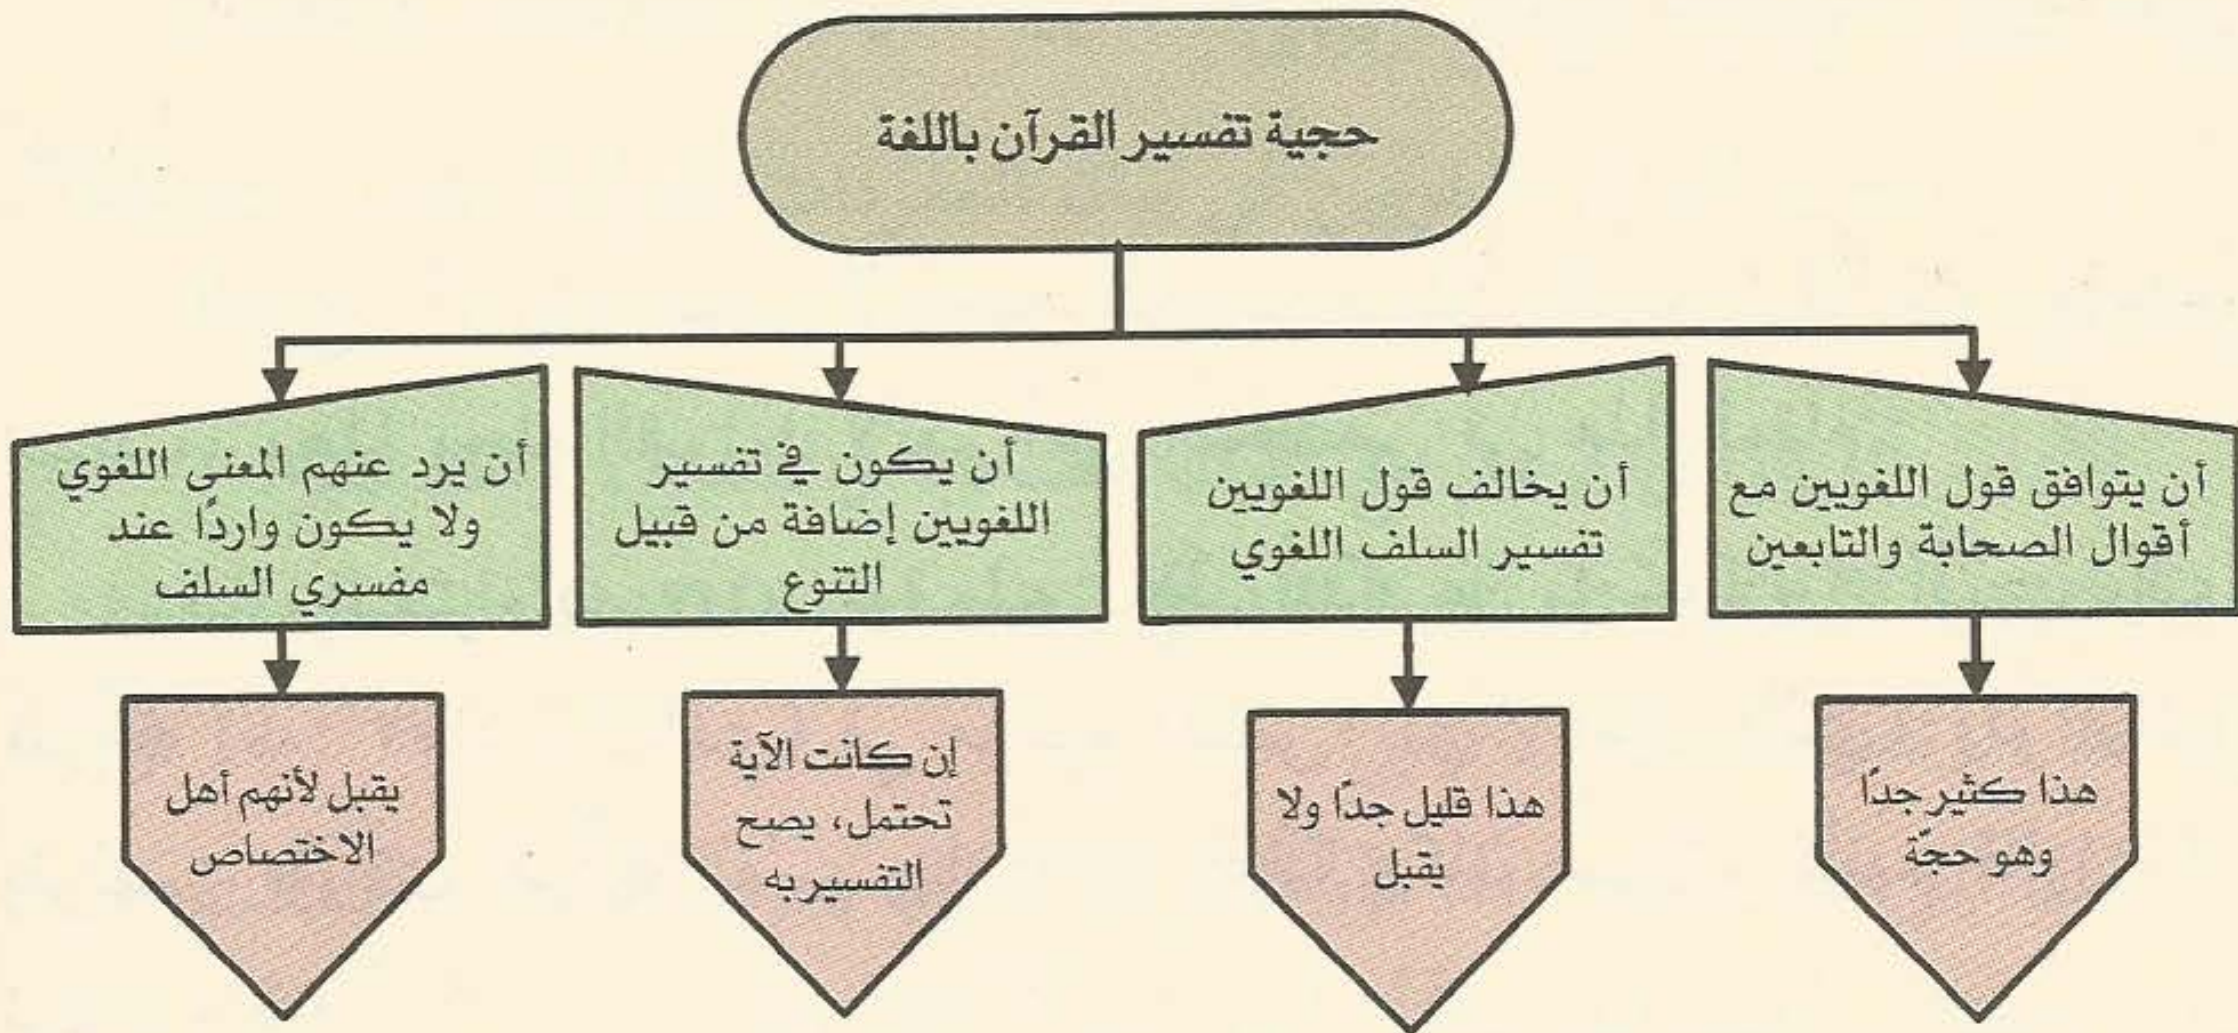 حجية تفسير القرآن باللغة
أن يتوافق قول اللغويين مع
أقوال الصحابة والتابعين
هذا كثير جدًا
وهو حجّة
أن يخالف قول اللغويين
تفسير السلف اللغوي
هذا قليل جدًا ولا
يقبل
أن يكون في تفسير
اللغويين إضافة من قبيل
التنوع
إن كانت الآية
تحتمل، يصح
التفسير به
أن يرد عنهم المعنى اللغوي
ولا يكون واردًا عند
مفسري السلف
يقبل لأنهم أهل
الاختصاص